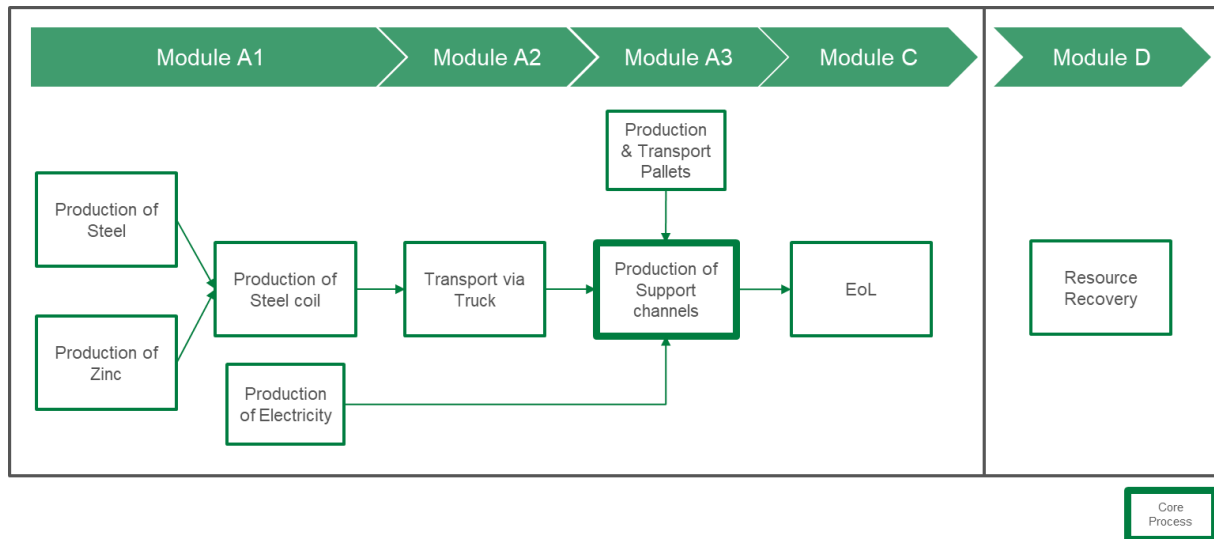 Module A1
Module A2
Module A3
Module C
Module D
Production
& Transport
Pallets
Production of
Steel
Production of
Steel coil
Transport via
Truck
Production of
Support
channels
EoL
Resource
Recovery
Production of
Zinc
Production
of Electricity
Core
Process